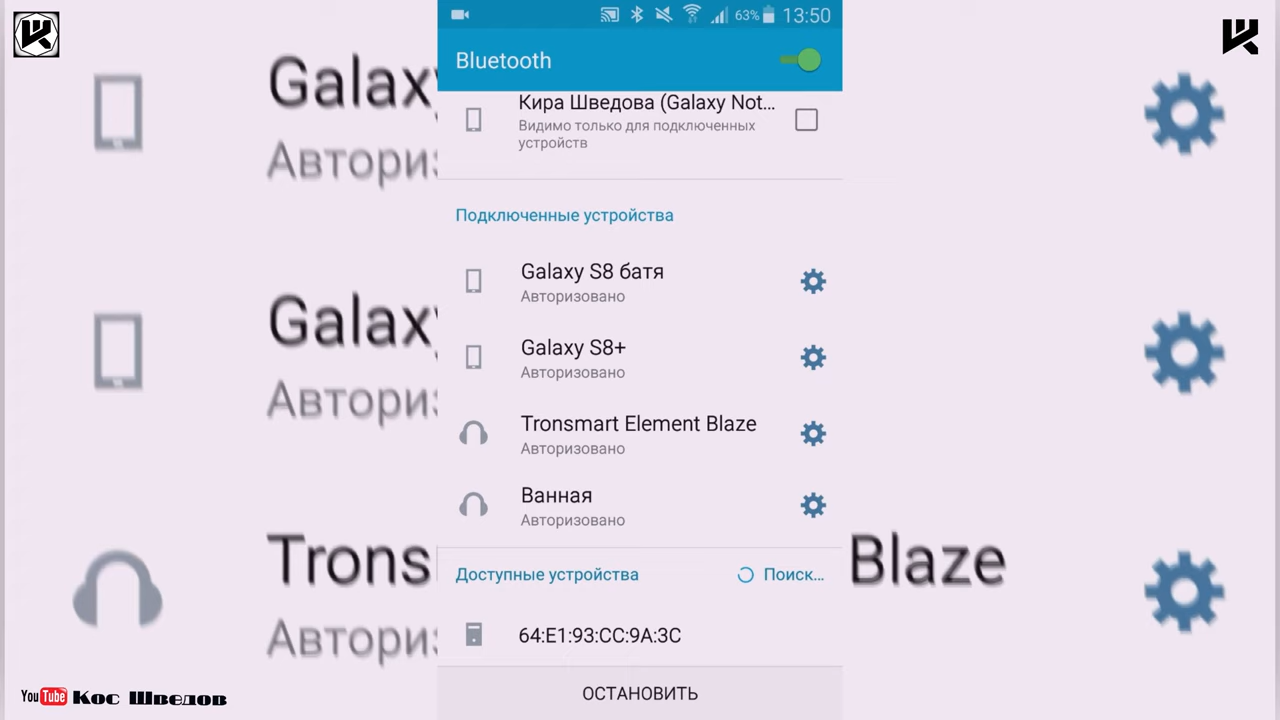 63% 13:50
Bluetooth
Кира Шведова (Galaxy Not...
Видимо только для подключенных
устройств
Подключенные устройства
Galaxy S8 батя
Авторизовано
Galaxy S8+
Авторизовано
Tronsmart Element Blaze
Авторизовано
Ванная
Авторизовано
Доступные устройства Поиск...
64:E1:93:CC:9A:3C
ОСТАНОВИТЬ
Galaxy
Авториз
Galaxy
Авториз
Trons Blaze
Авториз
YouTube Кос Шведов